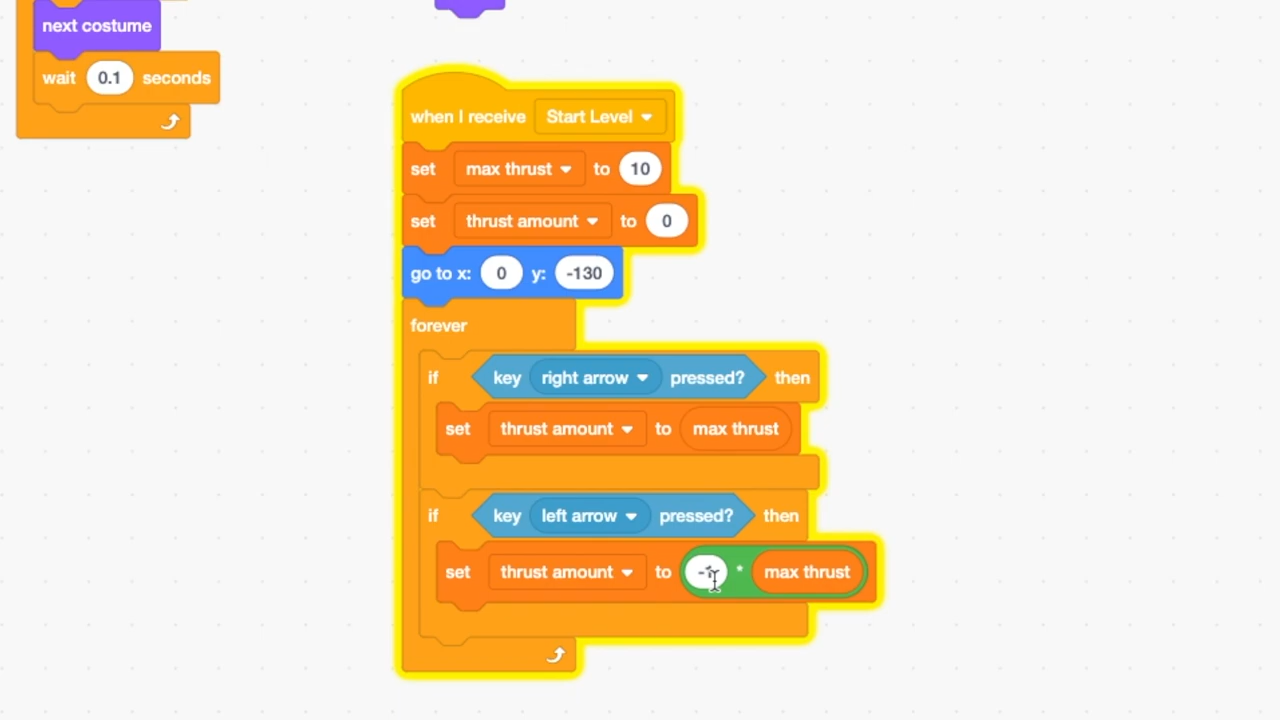 next costume
wait 0.1 seconds
when I receive Start Level
set max thrust to 10
set thrust amount to 0
go to x: 0 y: -130
forever
if key right arrow pressed? then
set thrust amount to max thrust
if key left arrow pressed? then
set thrust amount to * max thrust